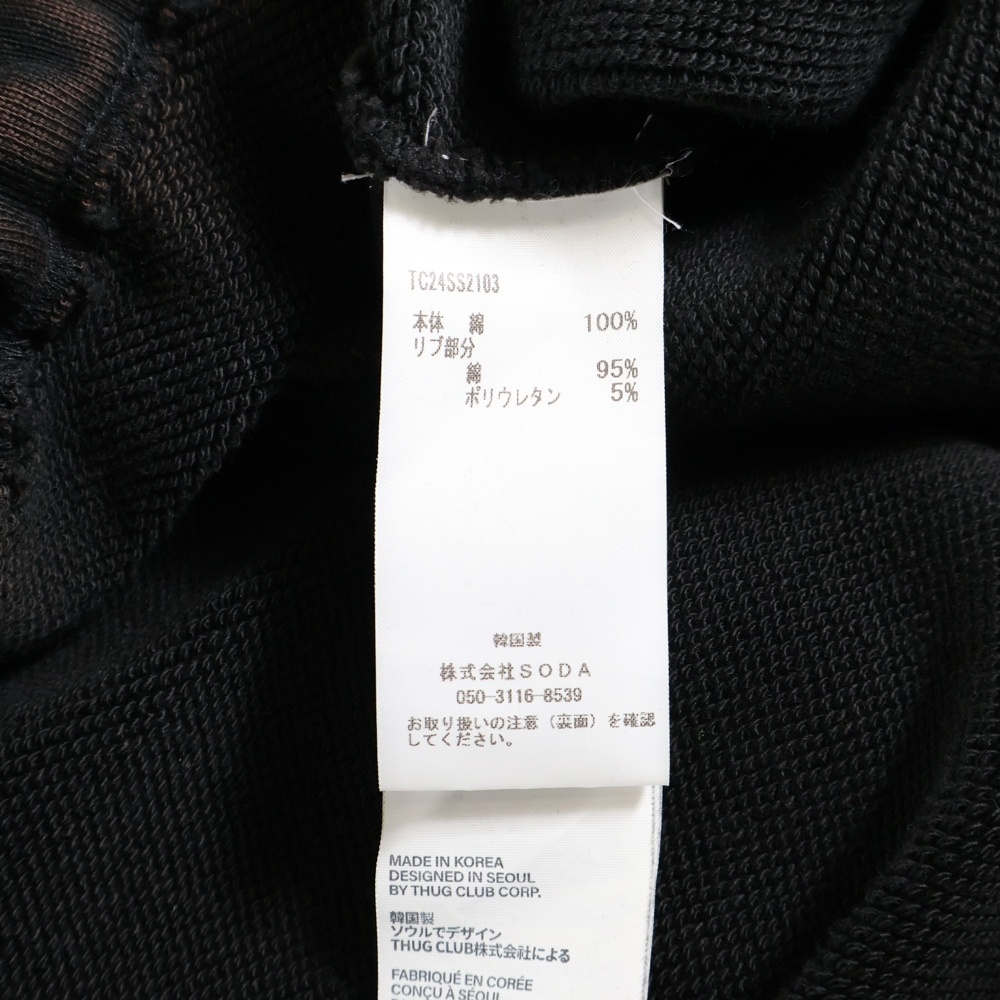 TC24SS2103
本体 綿 100%
リブ部分
綿 95%
ポリウレタン 5%
韓国製
株式会社SODA
050-3116-8539
お取り扱いの注意（裏面）を確認
してください。
MADE IN KOREA
DESIGNED IN SEOUL
BY THUG CLUB CORP.
韓国製
ソウルでデザイン
THUG CLUB株式会社による
FABRIQUÉ EN CORÉE
CONÇU À SÉOUL